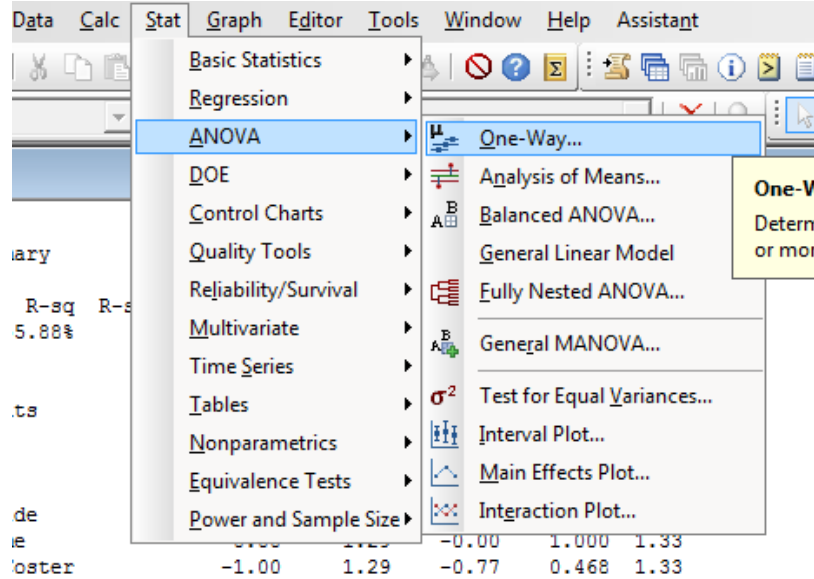 Data Calc Stat Graph Editor Tools Window Help Assistant
Basic Statistics
Regression
ANOVA
DOE
Control Charts
Quality Tools
Reliability/Survival
Multivariate
Time Series
Tables
Nonparametrics
Equivalence Tests
Power and Sample Size
One-Way...
Analysis of Means...
Balanced ANOVA...
General Linear Model
Fully Nested ANOVA...
General MANOVA...
Test for Equal Variances...
Interval Plot...
Main Effects Plot...
Interaction Plot...
One-W
Determ
or mor
ary
R-sq R-s
5.88%
ts
de
1.29 -0.00 1.000 1.33
oster -1.00 1.29 -0.77 0.468 1.33